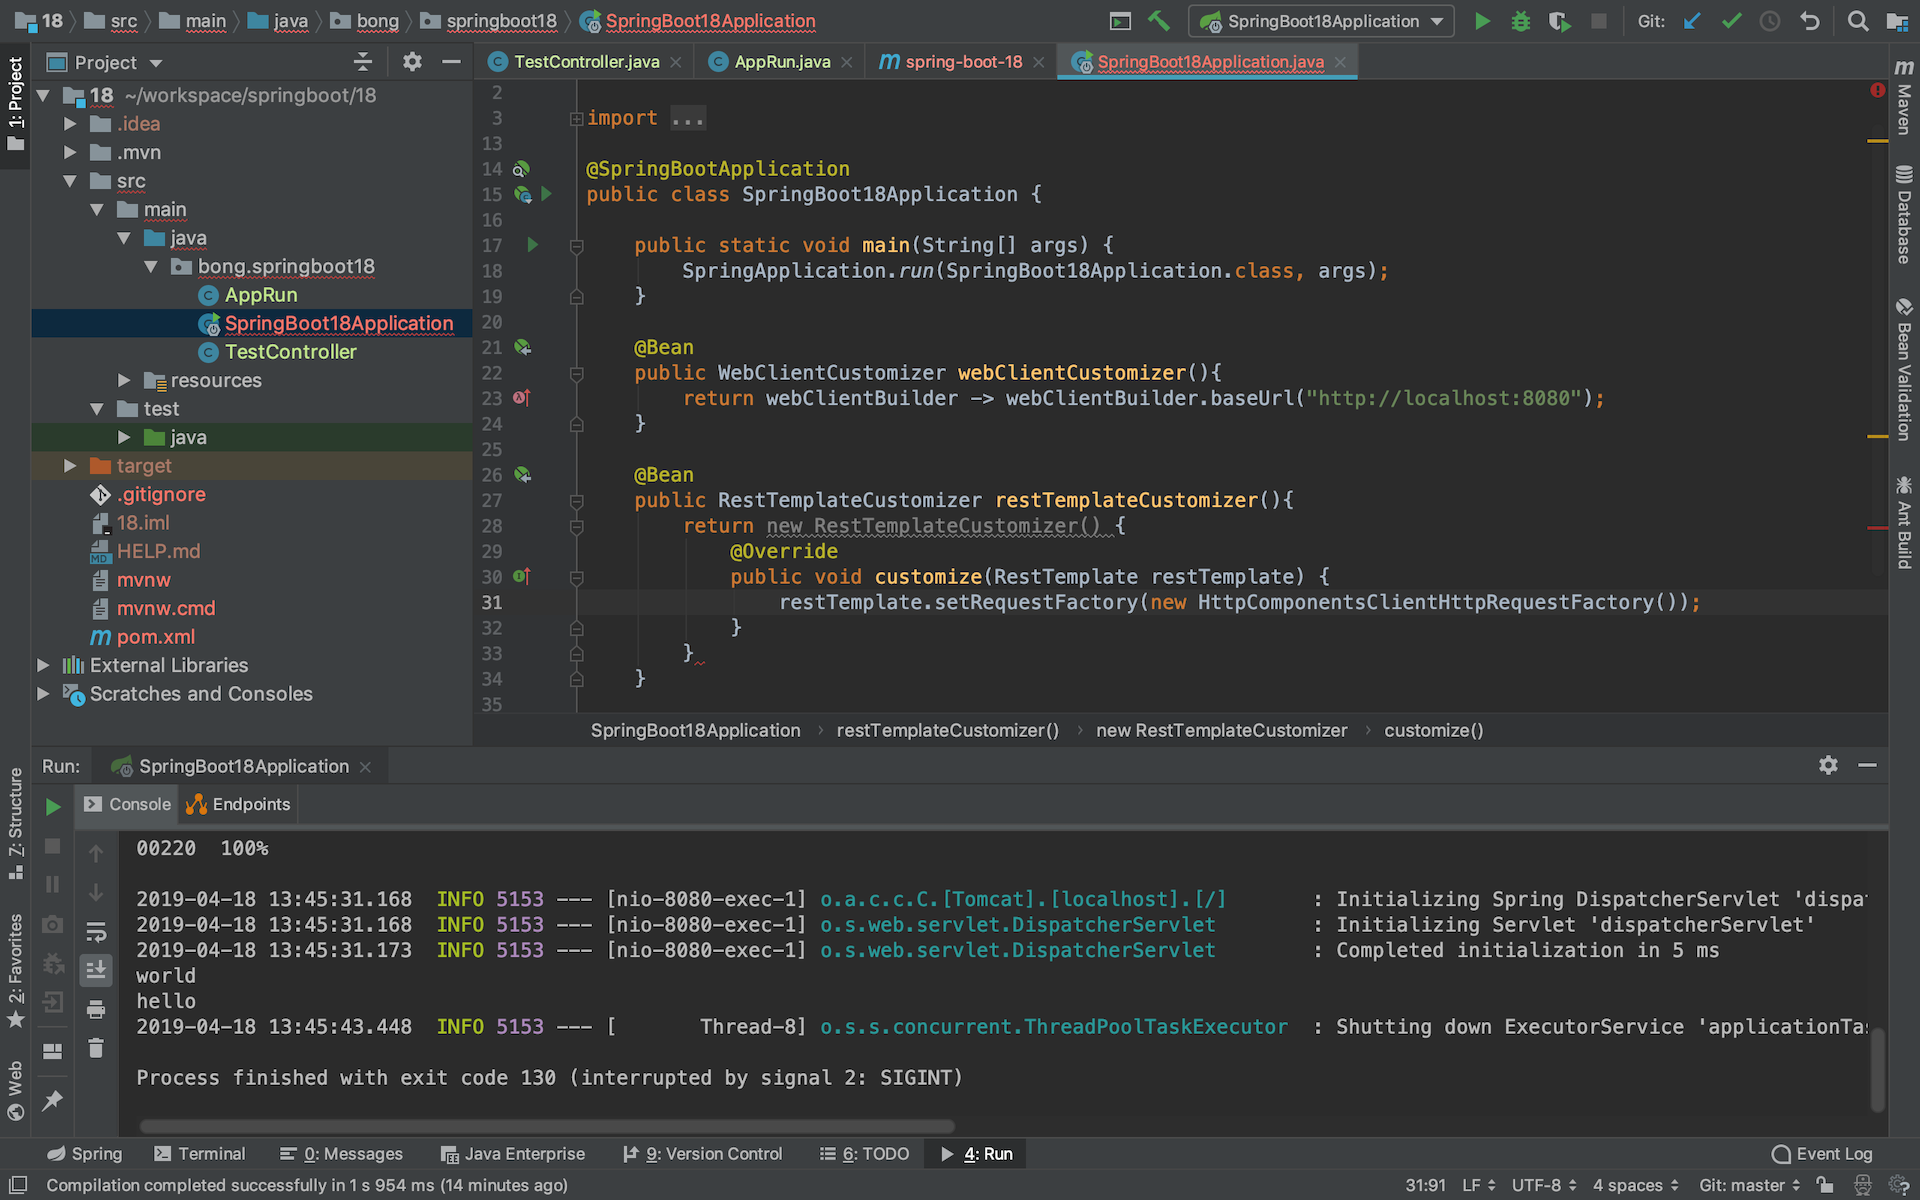 18 src main java bong springboot18 SpringBoot18Application
SpringBoot18Application Git:
Project
TestController.java AppRun.java spring-boot-18 SpringBoot18Application.java
1: Project
Z: Structure
2: Favorites
Web
18 ~/workspace/springboot/18
.idea
.mvn
src
main
java
bong.springboot18
AppRun
SpringBoot18Application
TestController
resources
test
java
target
.gitignore
18.iml
HELP.md
mvnw
mvnw.cmd
pom.xml
External Libraries
Scratches and Consoles
2
3 import ...
13
14 @SpringBootApplication
15 public class SpringBoot18Application {
16
17 public static void main(String[] args) {
18 SpringApplication.run(SpringBoot18Application.class, args);
19 }
20
21 @Bean
22 public WebClientCustomizer webClientCustomizer(){
23 return webClientBuilder -> webClientBuilder.baseUrl("http://localhost:8080");
24 }
25
26 @Bean
27 public RestTemplateCustomizer restTemplateCustomizer(){
28 return new RestTemplateCustomizer() {
29 @Override
30 public void customize(RestTemplate restTemplate) {
31 restTemplate.setRequestFactory(new HttpComponentsClientHttpRequestFactory());
32 }
33 }
34 }
35
SpringBoot18Application › restTemplateCustomizer() › new RestTemplateCustomizer › customize()
Maven
Database
Bean Validation
Ant Build
Run: SpringBoot18Application
Console Endpoints
00220 100%
2019-04-18 13:45:31.168 INFO 5153 --- [nio-8080-exec-1] o.a.c.c.C.[Tomcat].[localhost].[/] : Initializing Spring DispatcherServlet 'dispat
2019-04-18 13:45:31.168 INFO 5153 --- [nio-8080-exec-1] o.s.web.servlet.DispatcherServlet : Initializing Servlet 'dispatcherServlet'
2019-04-18 13:45:31.173 INFO 5153 --- [nio-8080-exec-1] o.s.web.servlet.DispatcherServlet : Completed initialization in 5 ms
world
hello
2019-04-18 13:45:43.448 INFO 5153 --- [ Thread-8] o.s.s.concurrent.ThreadPoolTaskExecutor : Shutting down ExecutorService 'applicationTas
Process finished with exit code 130 (interrupted by signal 2: SIGINT)
Spring Terminal 0: Messages Java Enterprise 9: Version Control 6: TODO 4: Run Event Log
Compilation completed successfully in 1 s 954 ms (14 minutes ago) 31:91 LF UTF-8 4 spaces Git: master